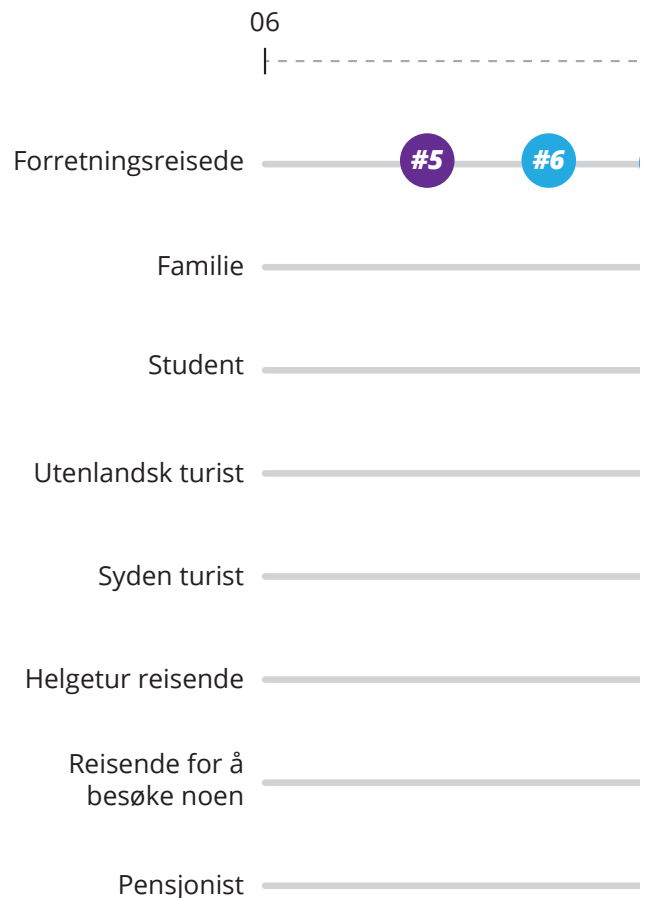 06
Forretningsreisede
#5
#6
Familie
Student
Utenlandsk turist
Syden turist
Helgetur reisende
Reisende for å
besøke noen
Pensjonist